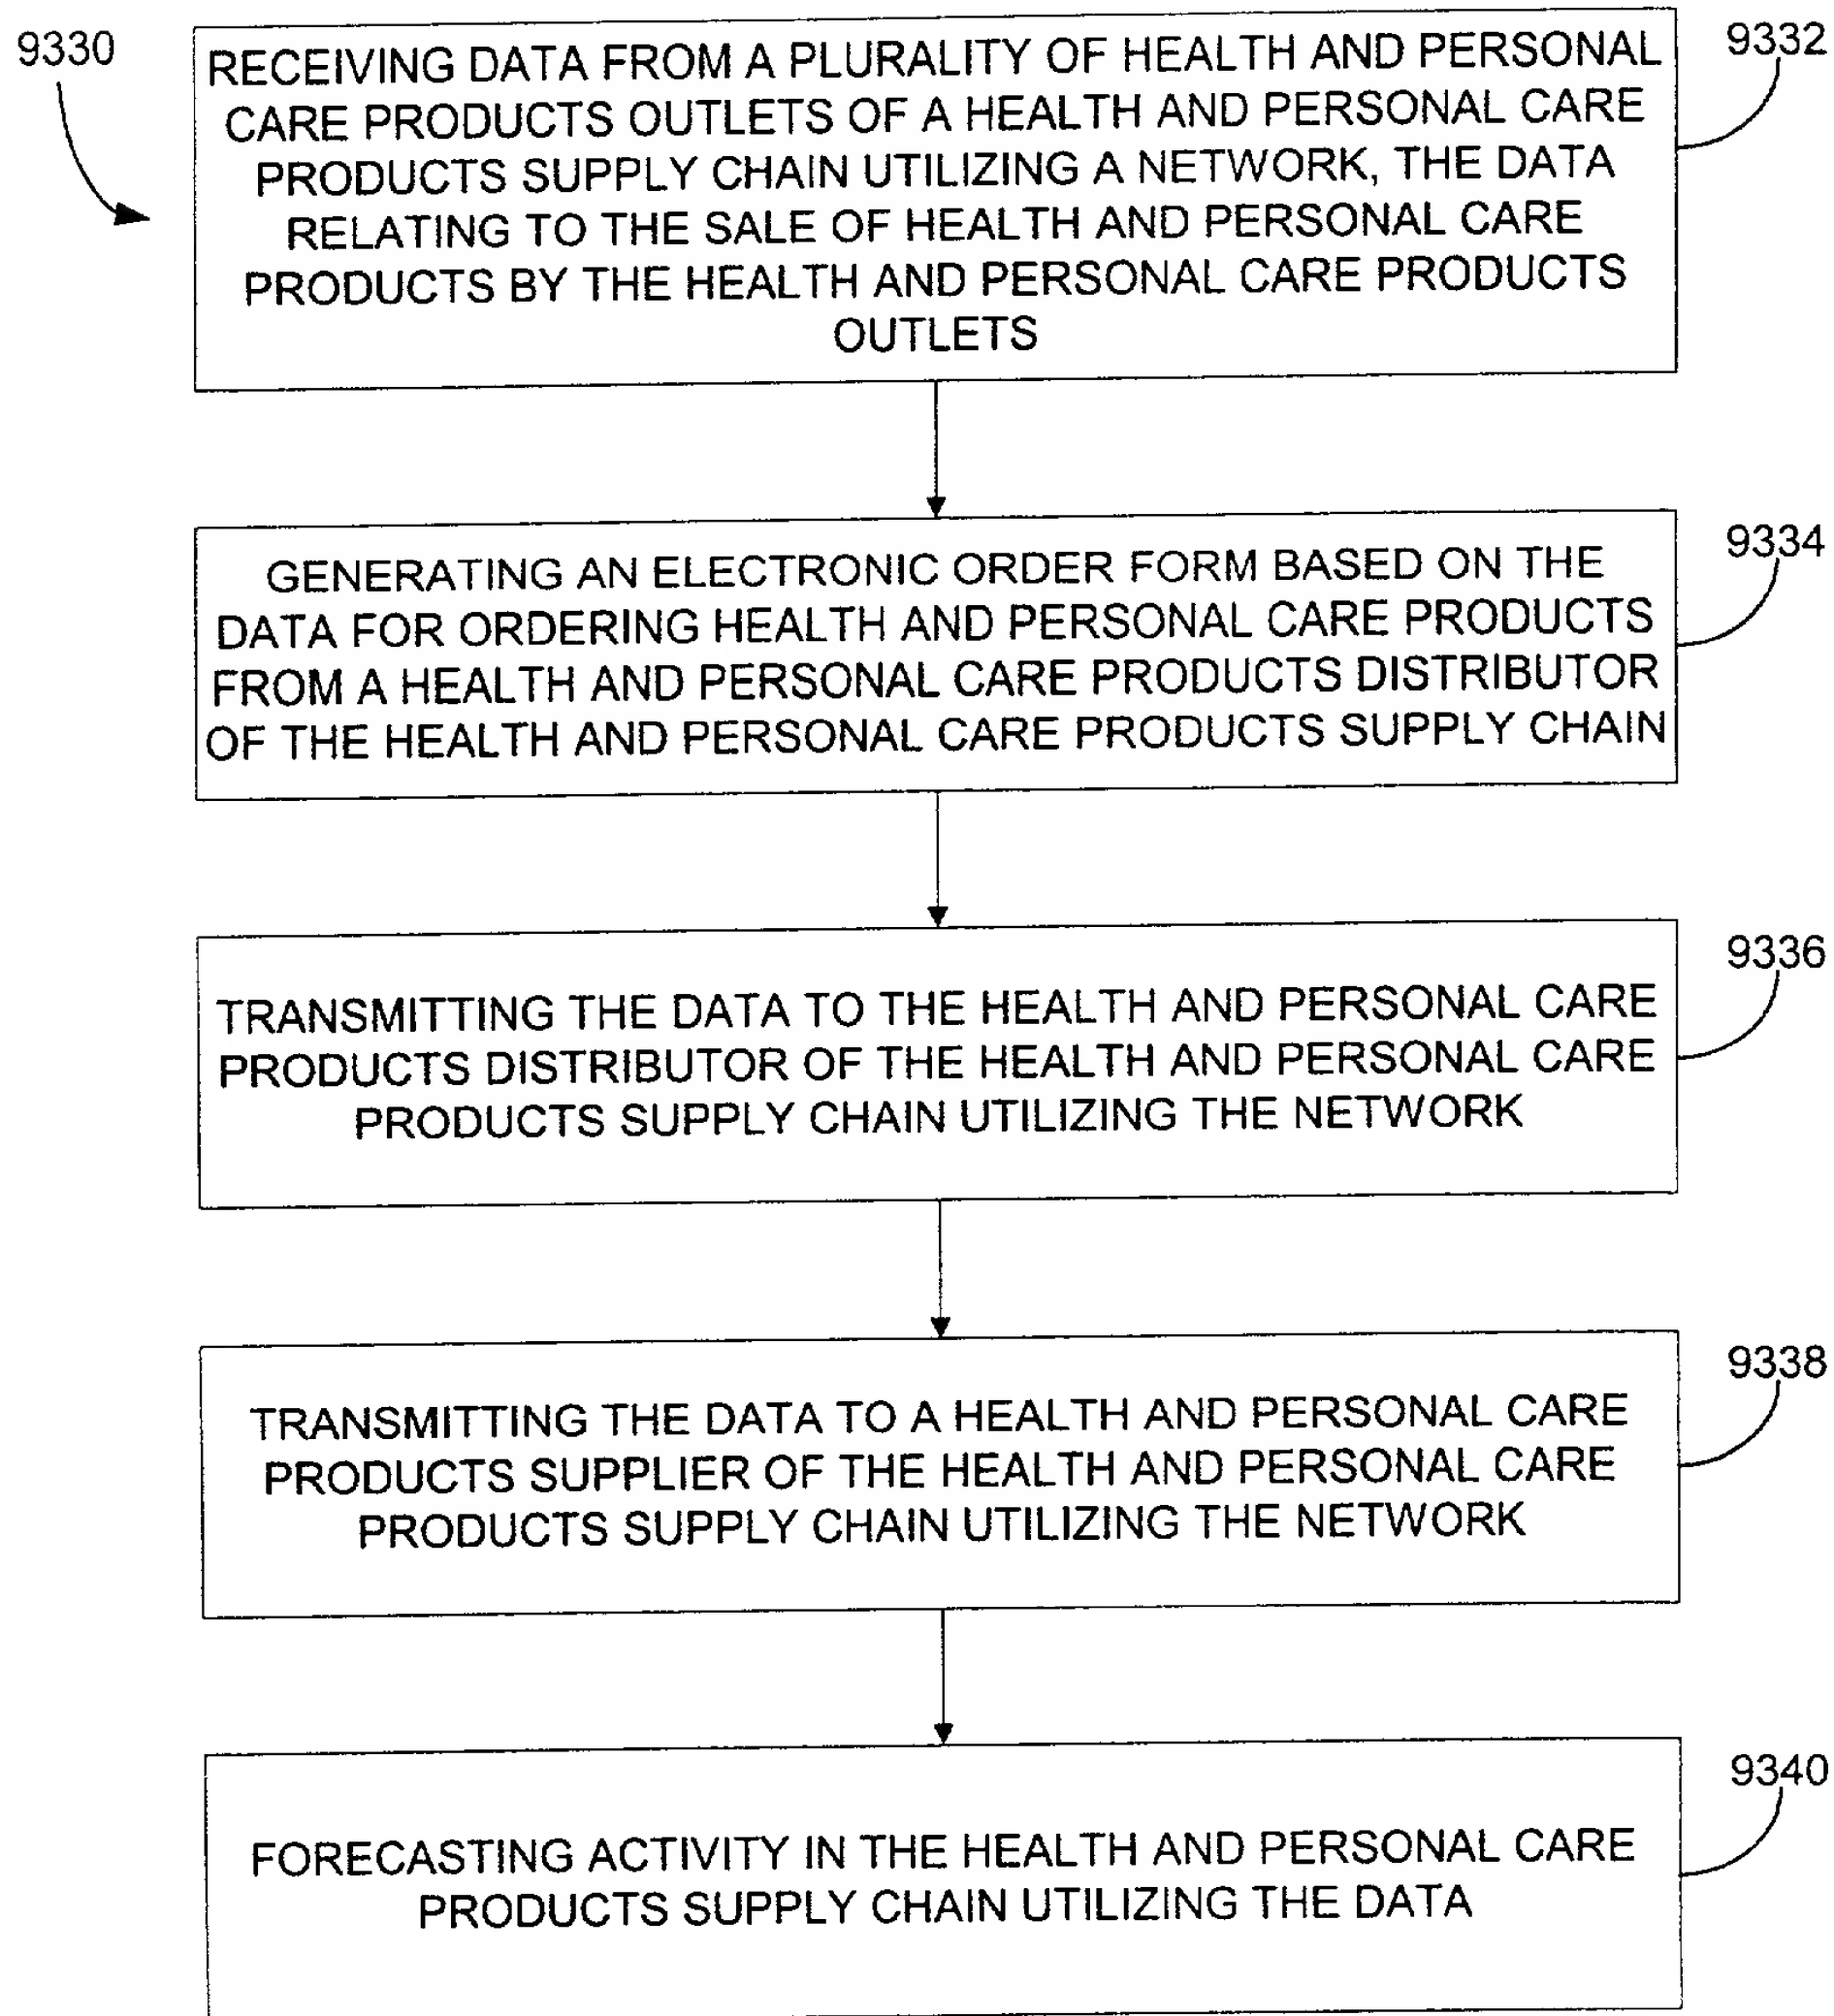 9330
RECEIVING DATA FROM A PLURALITY OF HEALTH AND PERSONAL
CARE PRODUCTS OUTLETS OF A HEALTH AND PERSONAL CARE
PRODUCTS SUPPLY CHAIN UTILIZING A NETWORK, THE DATA
RELATING TO THE SALE OF HEALTH AND PERSONAL CARE
PRODUCTS BY THE HEALTH AND PERSONAL CARE PRODUCTS
OUTLETS
9332
GENERATING AN ELECTRONIC ORDER FORM BASED ON THE
DATA FOR ORDERING HEALTH AND PERSONAL CARE PRODUCTS
FROM A HEALTH AND PERSONAL CARE PRODUCTS DISTRIBUTOR
OF THE HEALTH AND PERSONAL CARE PRODUCTS SUPPLY CHAIN
9334
TRANSMITTING THE DATA TO THE HEALTH AND PERSONAL CARE
PRODUCTS DISTRIBUTOR OF THE HEALTH AND PERSONAL CARE
PRODUCTS SUPPLY CHAIN UTILIZING THE NETWORK
9336
TRANSMITTING THE DATA TO A HEALTH AND PERSONAL CARE
PRODUCTS SUPPLIER OF THE HEALTH AND PERSONAL CARE
PRODUCTS SUPPLY CHAIN UTILIZING THE NETWORK
9338
FORECASTING ACTIVITY IN THE HEALTH AND PERSONAL CARE
PRODUCTS SUPPLY CHAIN UTILIZING THE DATA
9340